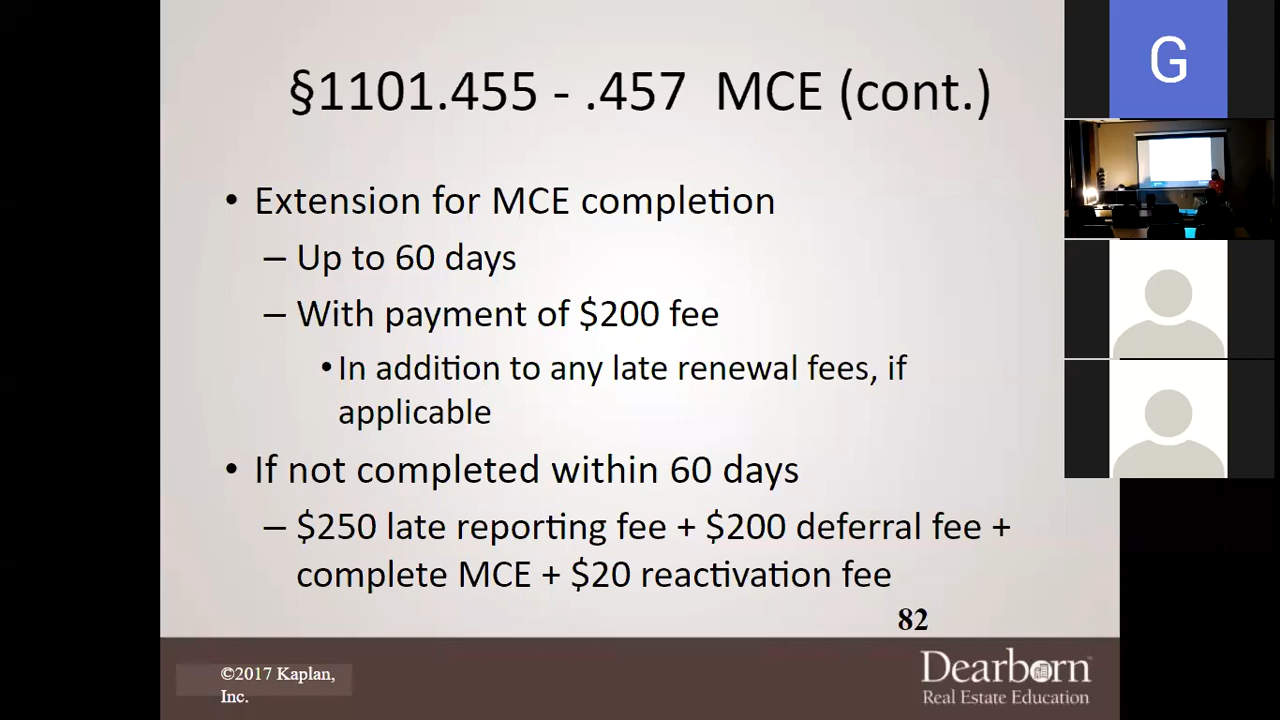 §1101.455 - .457 MCE (cont.)
• Extension for MCE completion
– Up to 60 days
– With payment of $200 fee
• In addition to any late renewal fees, if
applicable
• If not completed within 60 days
– $250 late reporting fee + $200 deferral fee +
complete MCE + $20 reactivation fee
82
©2017 Kaplan,
Inc.
Dearborn
Real Estate Education
G